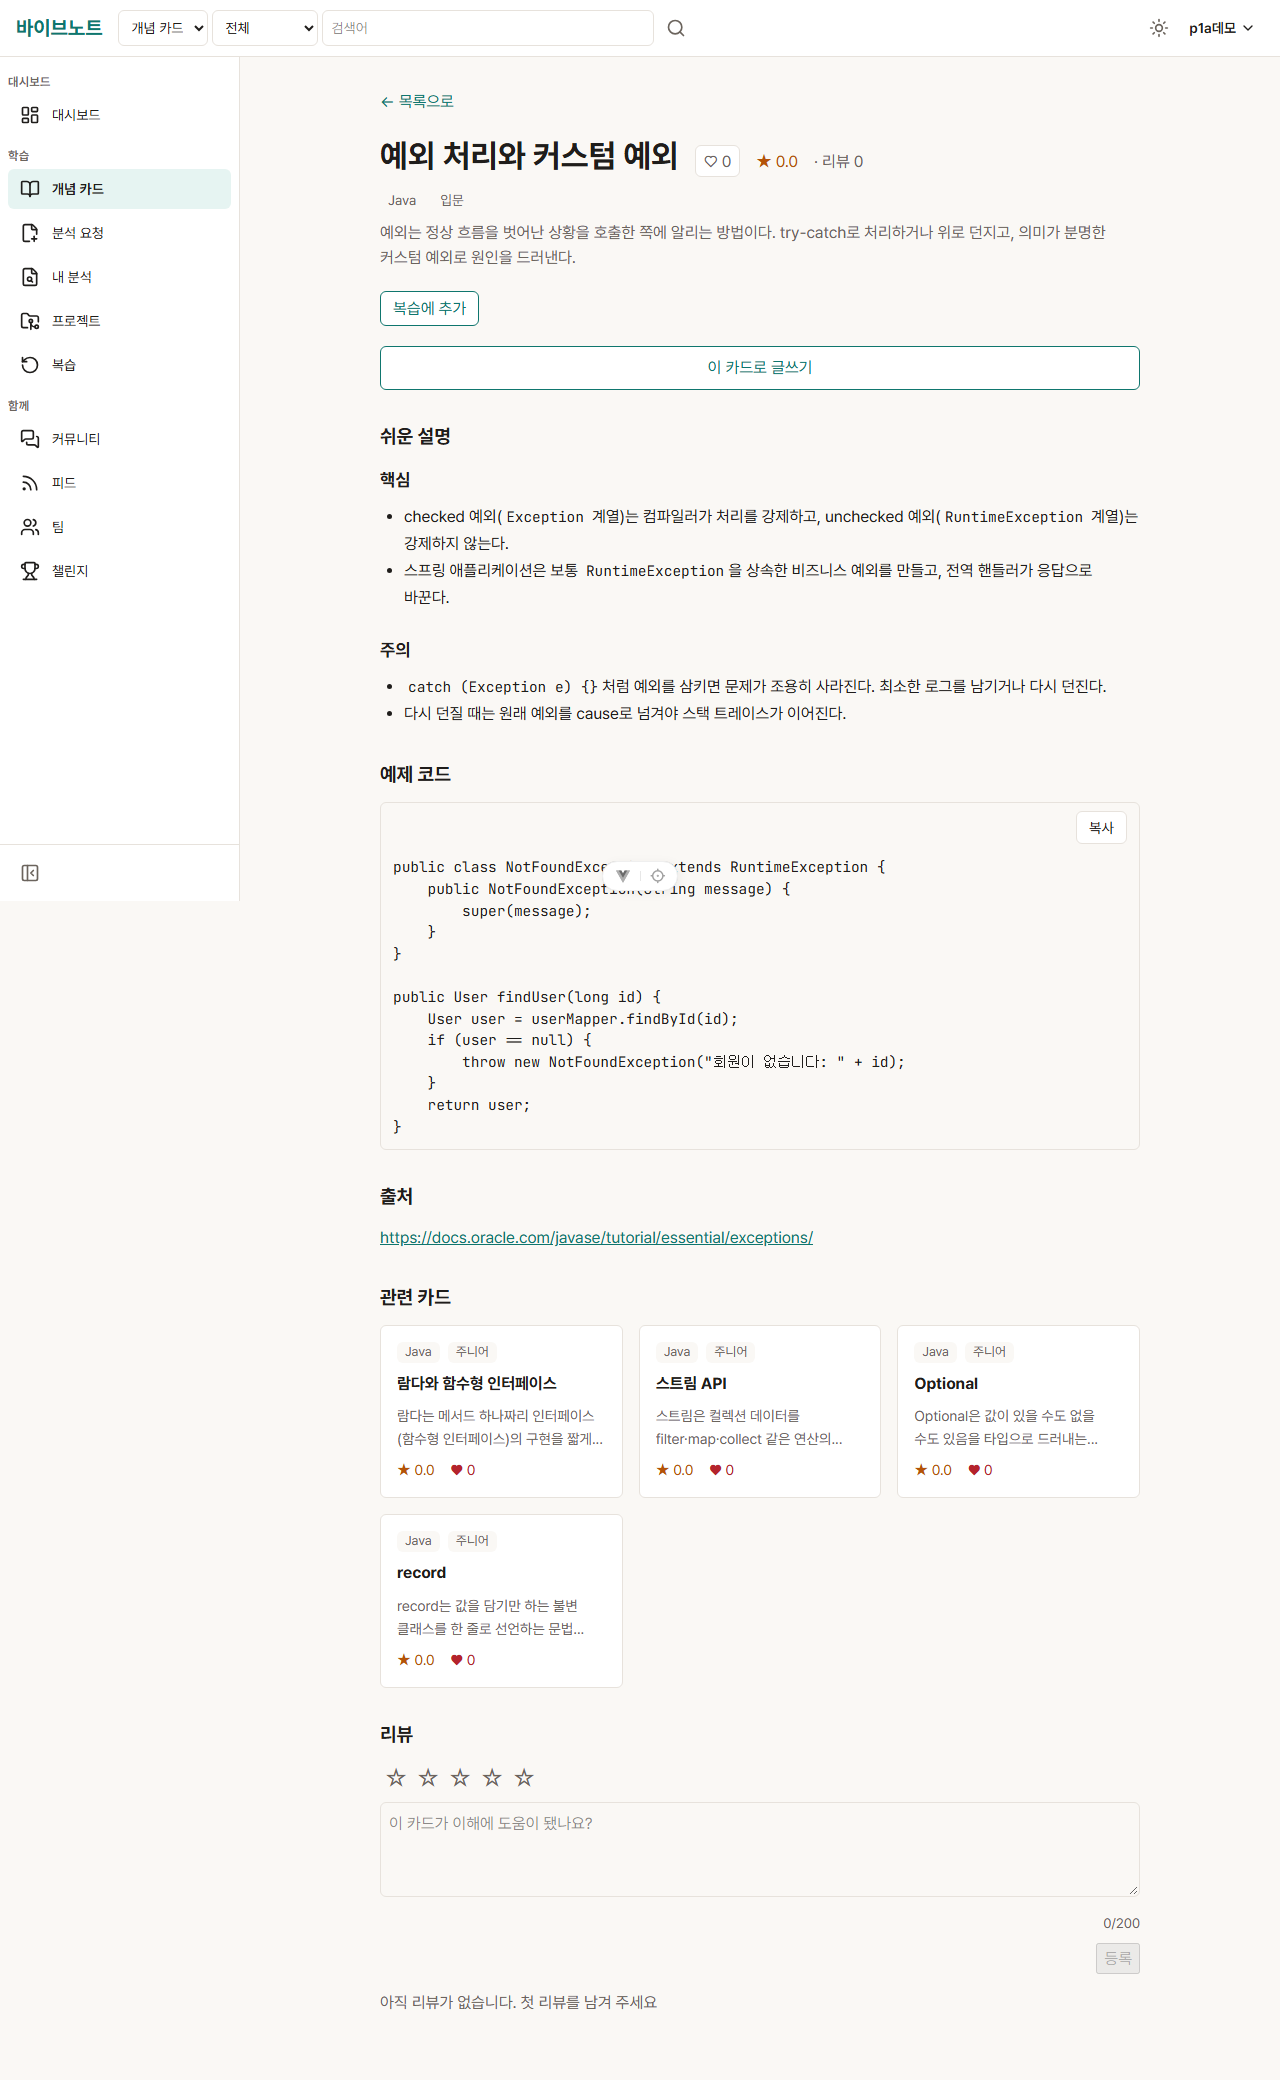 바이브노트
개념 카드
전체
검색어
p1a데모
대시보드
대시보드
학습
개념 카드
분석 요청
내 분석
프로젝트
복습
함께
커뮤니티
피드
팀
챌린지
← 목록으로
예외 처리와 커스텀 예외
♡ 0 ★ 0.0 · 리뷰 0
Java 입문
예외는 정상 흐름을 벗어난 상황을 호출한 쪽에 알리는 방법이다. try-catch로 처리하거나 위로 던지고, 의미가 분명한
커스텀 예외로 원인을 드러낸다.
복습에 추가
이 카드로 글쓰기
쉬운 설명
핵심
• checked 예외( Exception 계열)는 컴파일러가 처리를 강제하고, unchecked 예외( RuntimeException 계열)는
강제하지 않는다.
• 스프링 애플리케이션은 보통 RuntimeException 을 상속한 비즈니스 예외를 만들고, 전역 핸들러가 응답으로
바꾼다.
주의
• catch (Exception e) {} 처럼 예외를 삼키면 문제가 조용히 사라진다. 최소한 로그를 남기거나 다시 던진다.
• 다시 던질 때는 원래 예외를 cause로 넘겨야 스택 트레이스가 이어진다.
예제 코드
복사
public class RuntimeException {
public message) {
super(message);
}
}
public User findUser(long id) {
User user = userMapper.findById(id);
if (user == null) {
throw new NotFoundException("회원이 없습니다: " + id);
}
return user;
}
출처
https://docs.oracle.com/javase/tutorial/essential/exceptions/
관련 카드
Java 주니어
람다와 함수형 인터페이스
람다는 메서드 하나짜리 인터페이스
(함수형 인터페이스)의 구현을 짧게...
★ 0.0 ♥ 0
Java 주니어
스트림 API
스트림은 컬렉션 데이터를
filter·map·collect 같은 연산의...
★ 0.0 ♥ 0
Java 주니어
Optional
Optional은 값이 있을 수도 없을
수도 있음을 타입으로 드러내는...
★ 0.0 ♥ 0
Java 주니어
record
record는 값을 담기만 하는 불변
클래스를 한 줄로 선언하는 문법...
★ 0.0 ♥ 0
리뷰
☆ ☆ ☆ ☆ ☆
이 카드가 이해에 도움이 됐나요?
0/200
등록
아직 리뷰가 없습니다. 첫 리뷰를 남겨 주세요